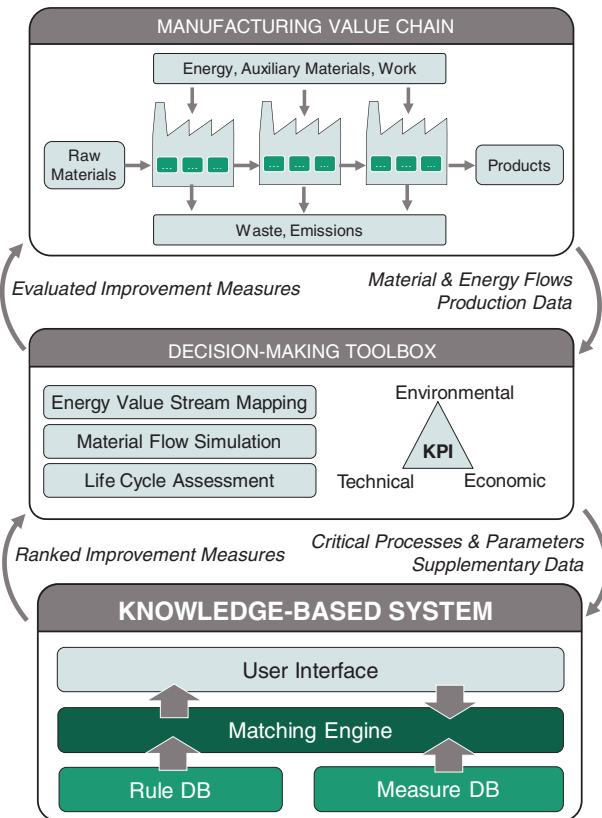 MANUFACTURING VALUE CHAIN
Energy, Auxiliary Materials, Work
Raw
Materials
... ... ...
... ... ...
... ... ...
Products
Waste, Emissions
Evaluated Improvement Measures
Material & Energy Flows
Production Data
DECISION-MAKING TOOLBOX
Energy Value Stream Mapping
Material Flow Simulation
Life Cycle Assessment
Environmental
KPI
Technical
Economic
Ranked Improvement Measures
Critical Processes & Parameters
Supplementary Data
KNOWLEDGE-BASED SYSTEM
User Interface
Matching Engine
Rule DB
Measure DB